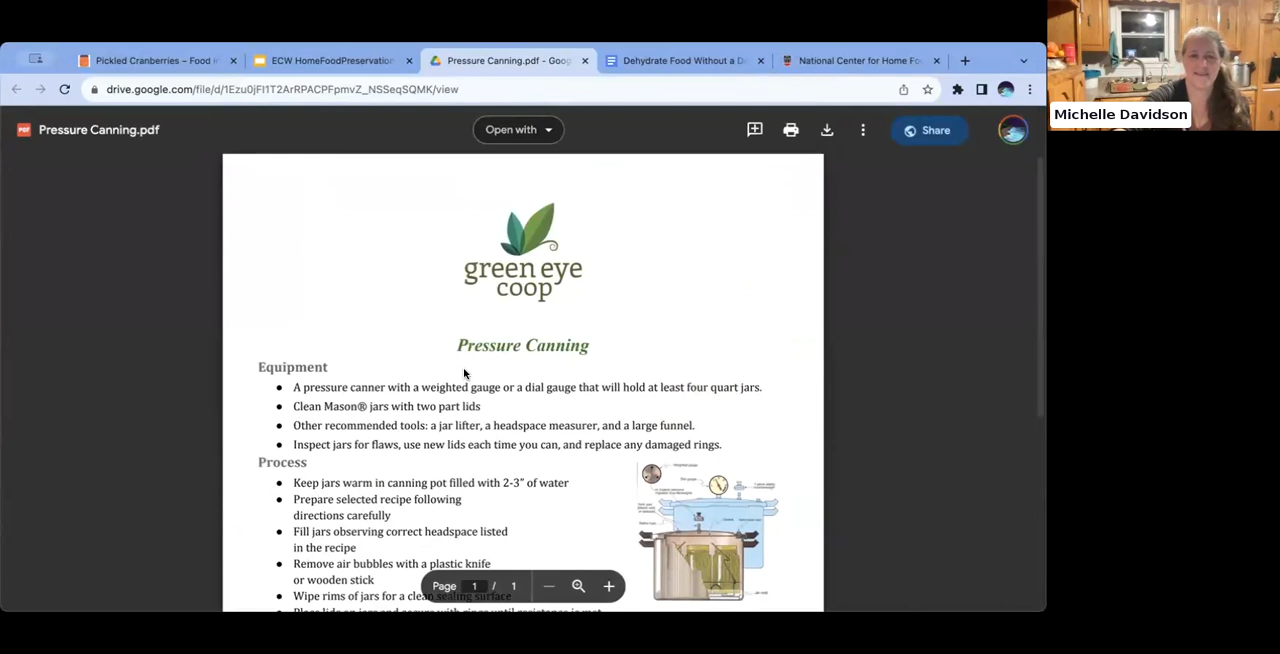 Pickled Cranberries – Food i
ECW HomeFoodPreservation
Pressure Canning.pdf - Goog
Dehydrate Food Without a D
National Center for Home Fo
drive.google.com/file/d/1Ezu0jFI1T2ArRPACPFpmvZ_NSSeqSQMK/view
PDF Pressure Canning.pdf
Open with
Share
Michelle Davidson
green eye
coop
Pressure Canning
Equipment
● A pressure canner with a weighted gauge or a dial gauge that will hold at least four quart jars.
● Clean Mason® jars with two part lids
● Other recommended tools: a jar lifter, a headspace measurer, and a large funnel.
● Inspect jars for flaws, use new lids each time you can, and replace any damaged rings.
Process
● Keep jars warm in canning pot filled with 2-3” of water
● Prepare selected recipe following
directions carefully
● Fill jars observing correct headspace listed
in the recipe
● Remove air bubbles with a plastic knife
or wooden stick
● Wipe rims of jars for a clean sealing surface
Page 1 / 1